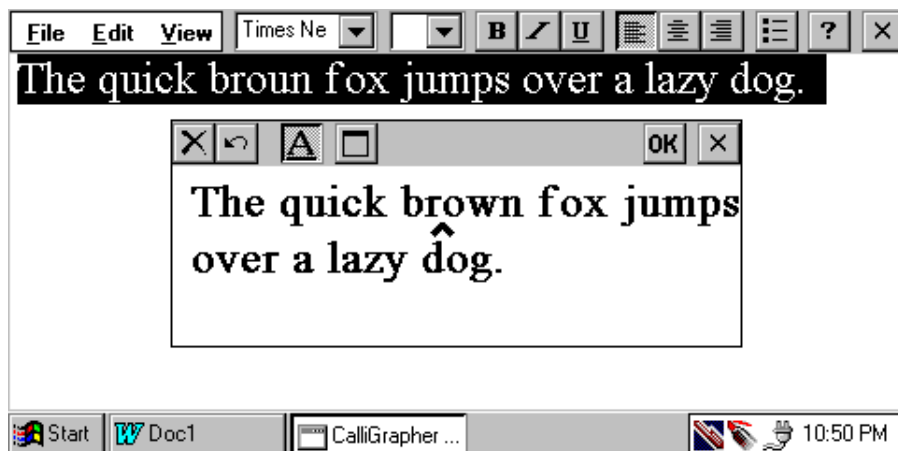 File Edit View Times Ne B I U ? ×
The quick broun fox jumps over a lazy dog.
A OK ×
The quick brown fox jumps
over a lazy dog.
Start Doc1 CalliGrapher ... 10:50 PM